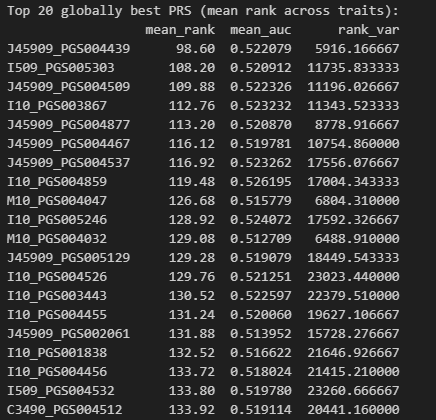 Top 20 globally best PRS (mean rank across traits):
mean_rank mean_auc rank_var
J45909_PGS004439 98.60 0.522079 5916.166667
I509_PGS005303 108.20 0.520912 11735.833333
J45909_PGS004509 109.88 0.522326 11196.026667
I10_PGS003867 112.76 0.523232 11343.523333
J45909_PGS004877 113.20 0.520870 8778.916667
J45909_PGS004467 116.12 0.519781 10754.860000
J45909_PGS004537 116.92 0.523262 17556.076667
I10_PGS004859 119.48 0.526195 17004.343333
M10_PGS004047 126.68 0.515779 6804.310000
I10_PGS005246 128.92 0.524072 17592.326667
M10_PGS004032 129.08 0.512709 6488.910000
J45909_PGS005129 129.28 0.519079 18449.543333
I10_PGS004526 129.76 0.521251 23023.440000
I10_PGS003443 130.52 0.522597 22379.510000
I10_PGS004455 131.24 0.520060 19627.106667
J45909_PGS002061 131.88 0.513952 15728.276667
I10_PGS001838 132.52 0.516622 21646.926667
I10_PGS004456 133.72 0.518024 21415.210000
I509_PGS004532 133.80 0.519780 23260.666667
C3490_PGS004512 133.92 0.519114 20441.160000